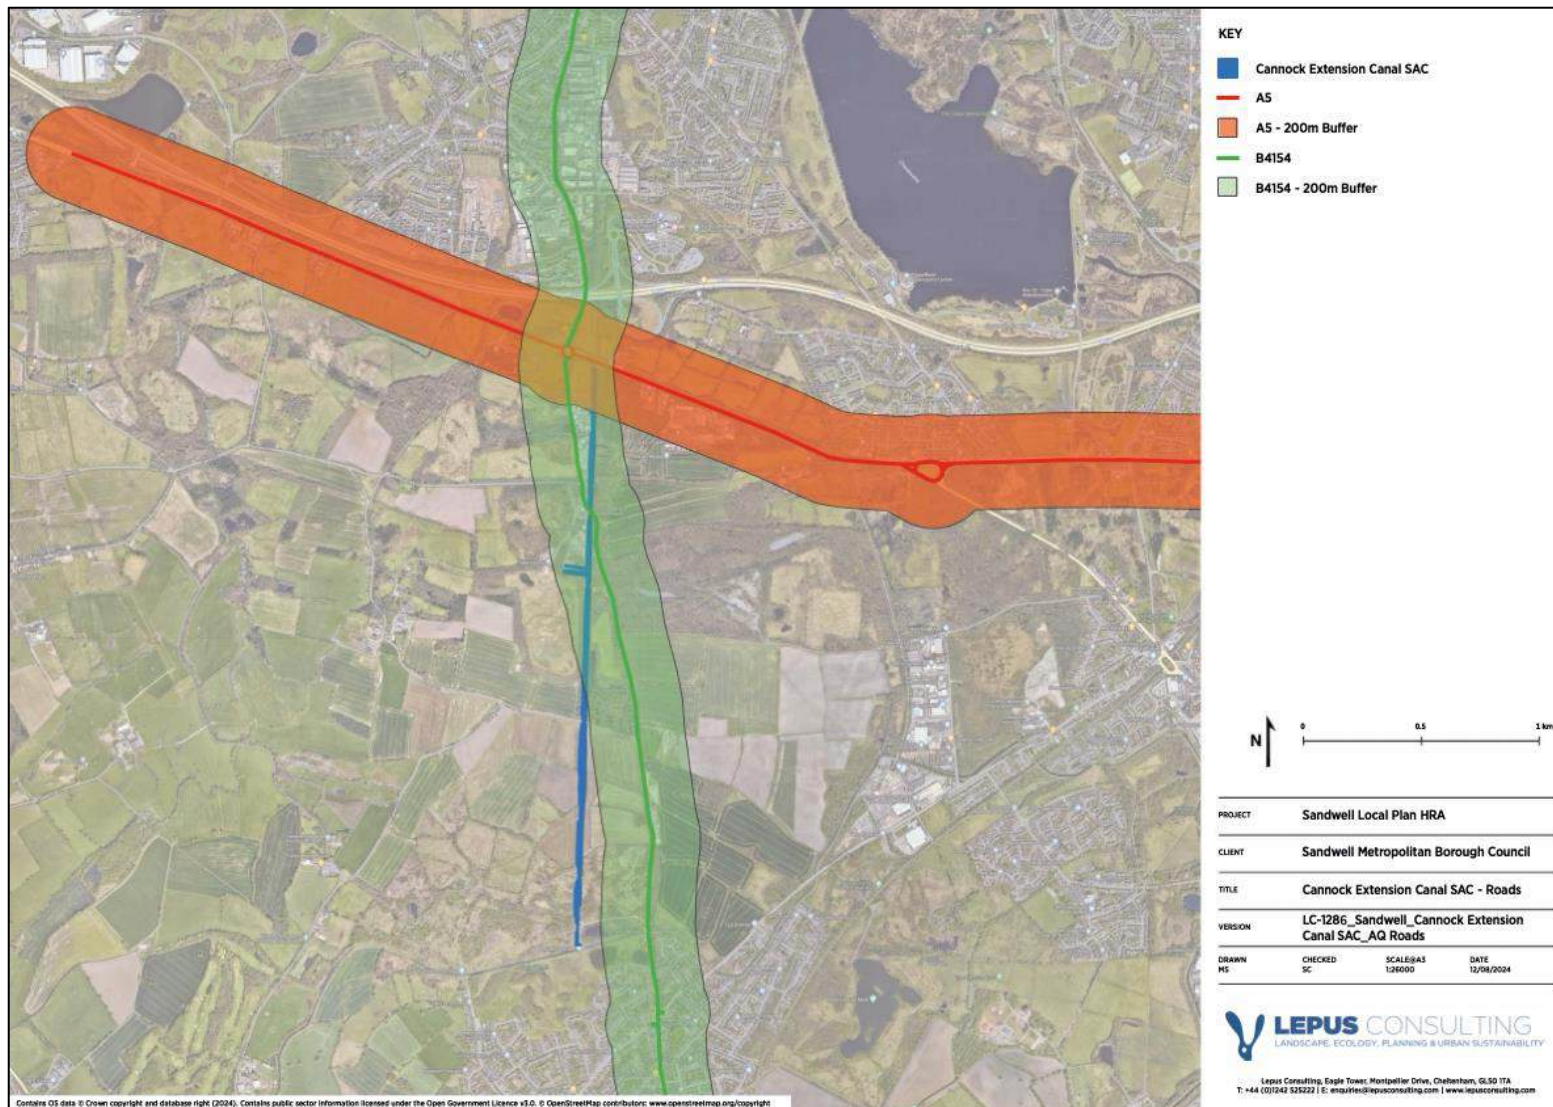 KEY
Cannock Extension Canal SAC
A5
A5 - 200m Buffer
B4154
B4154 - 200m Buffer
N
0 0.5 1 km
PROJECT Sandwell Local Plan HRA
CLIENT Sandwell Metropolitan Borough Council
TITLE Cannock Extension Canal SAC - Roads
VERSION LC-1286_Sandwell_Cannock Extension
Canal SAC_AQ Roads
DRAWN CHECKED SCALE@A3 DATE
MS SC 1:26000 12/08/2024
LEPUS CONSULTING
LANDSCAPE, ECOLOGY, PLANNING & URBAN SUSTAINABILITY
Lepus Consulting, Eagle Tower, Montpellier Drive, Cheltenham, GL50 1TA
T: +44 (0)1242 525222 | E: enquiries@lepusconsulting.com | www.lepusconsulting.com
Contains OS data © Crown copyright and database right (2024). Contains public sector information licensed under the Open Government Licence v3.0. © OpenStreetMap contributors: www.openstreetmap.org/copyright